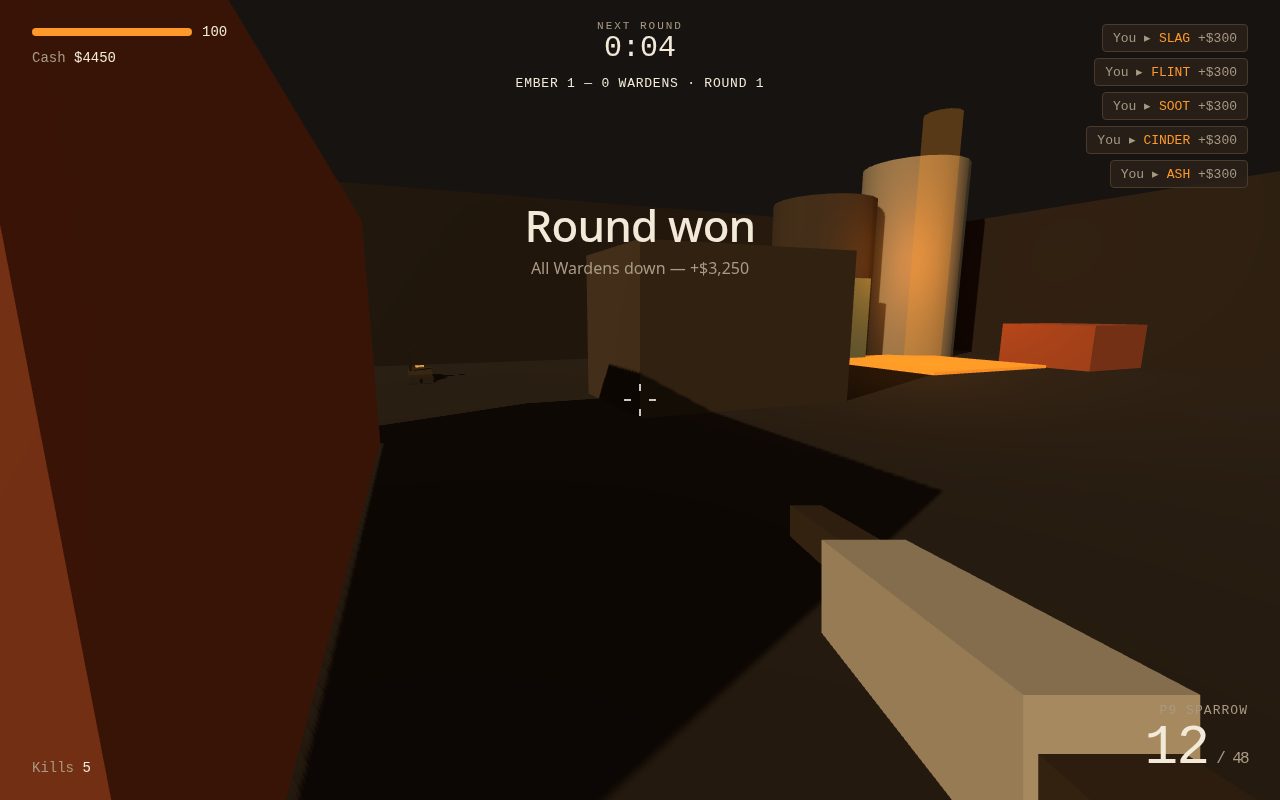 100
Cash $4450
NEXT ROUND
0:04
EMBER 1 — 0 WARDENS · ROUND 1
You ▸ SLAG +$300
You ▸ FLINT +$300
You ▸ SOOT +$300
You ▸ CINDER +$300
You ▸ ASH +$300
Round won
All Wardens down — +$3,250
Kills 5
P9 SPARROW
12 / 48